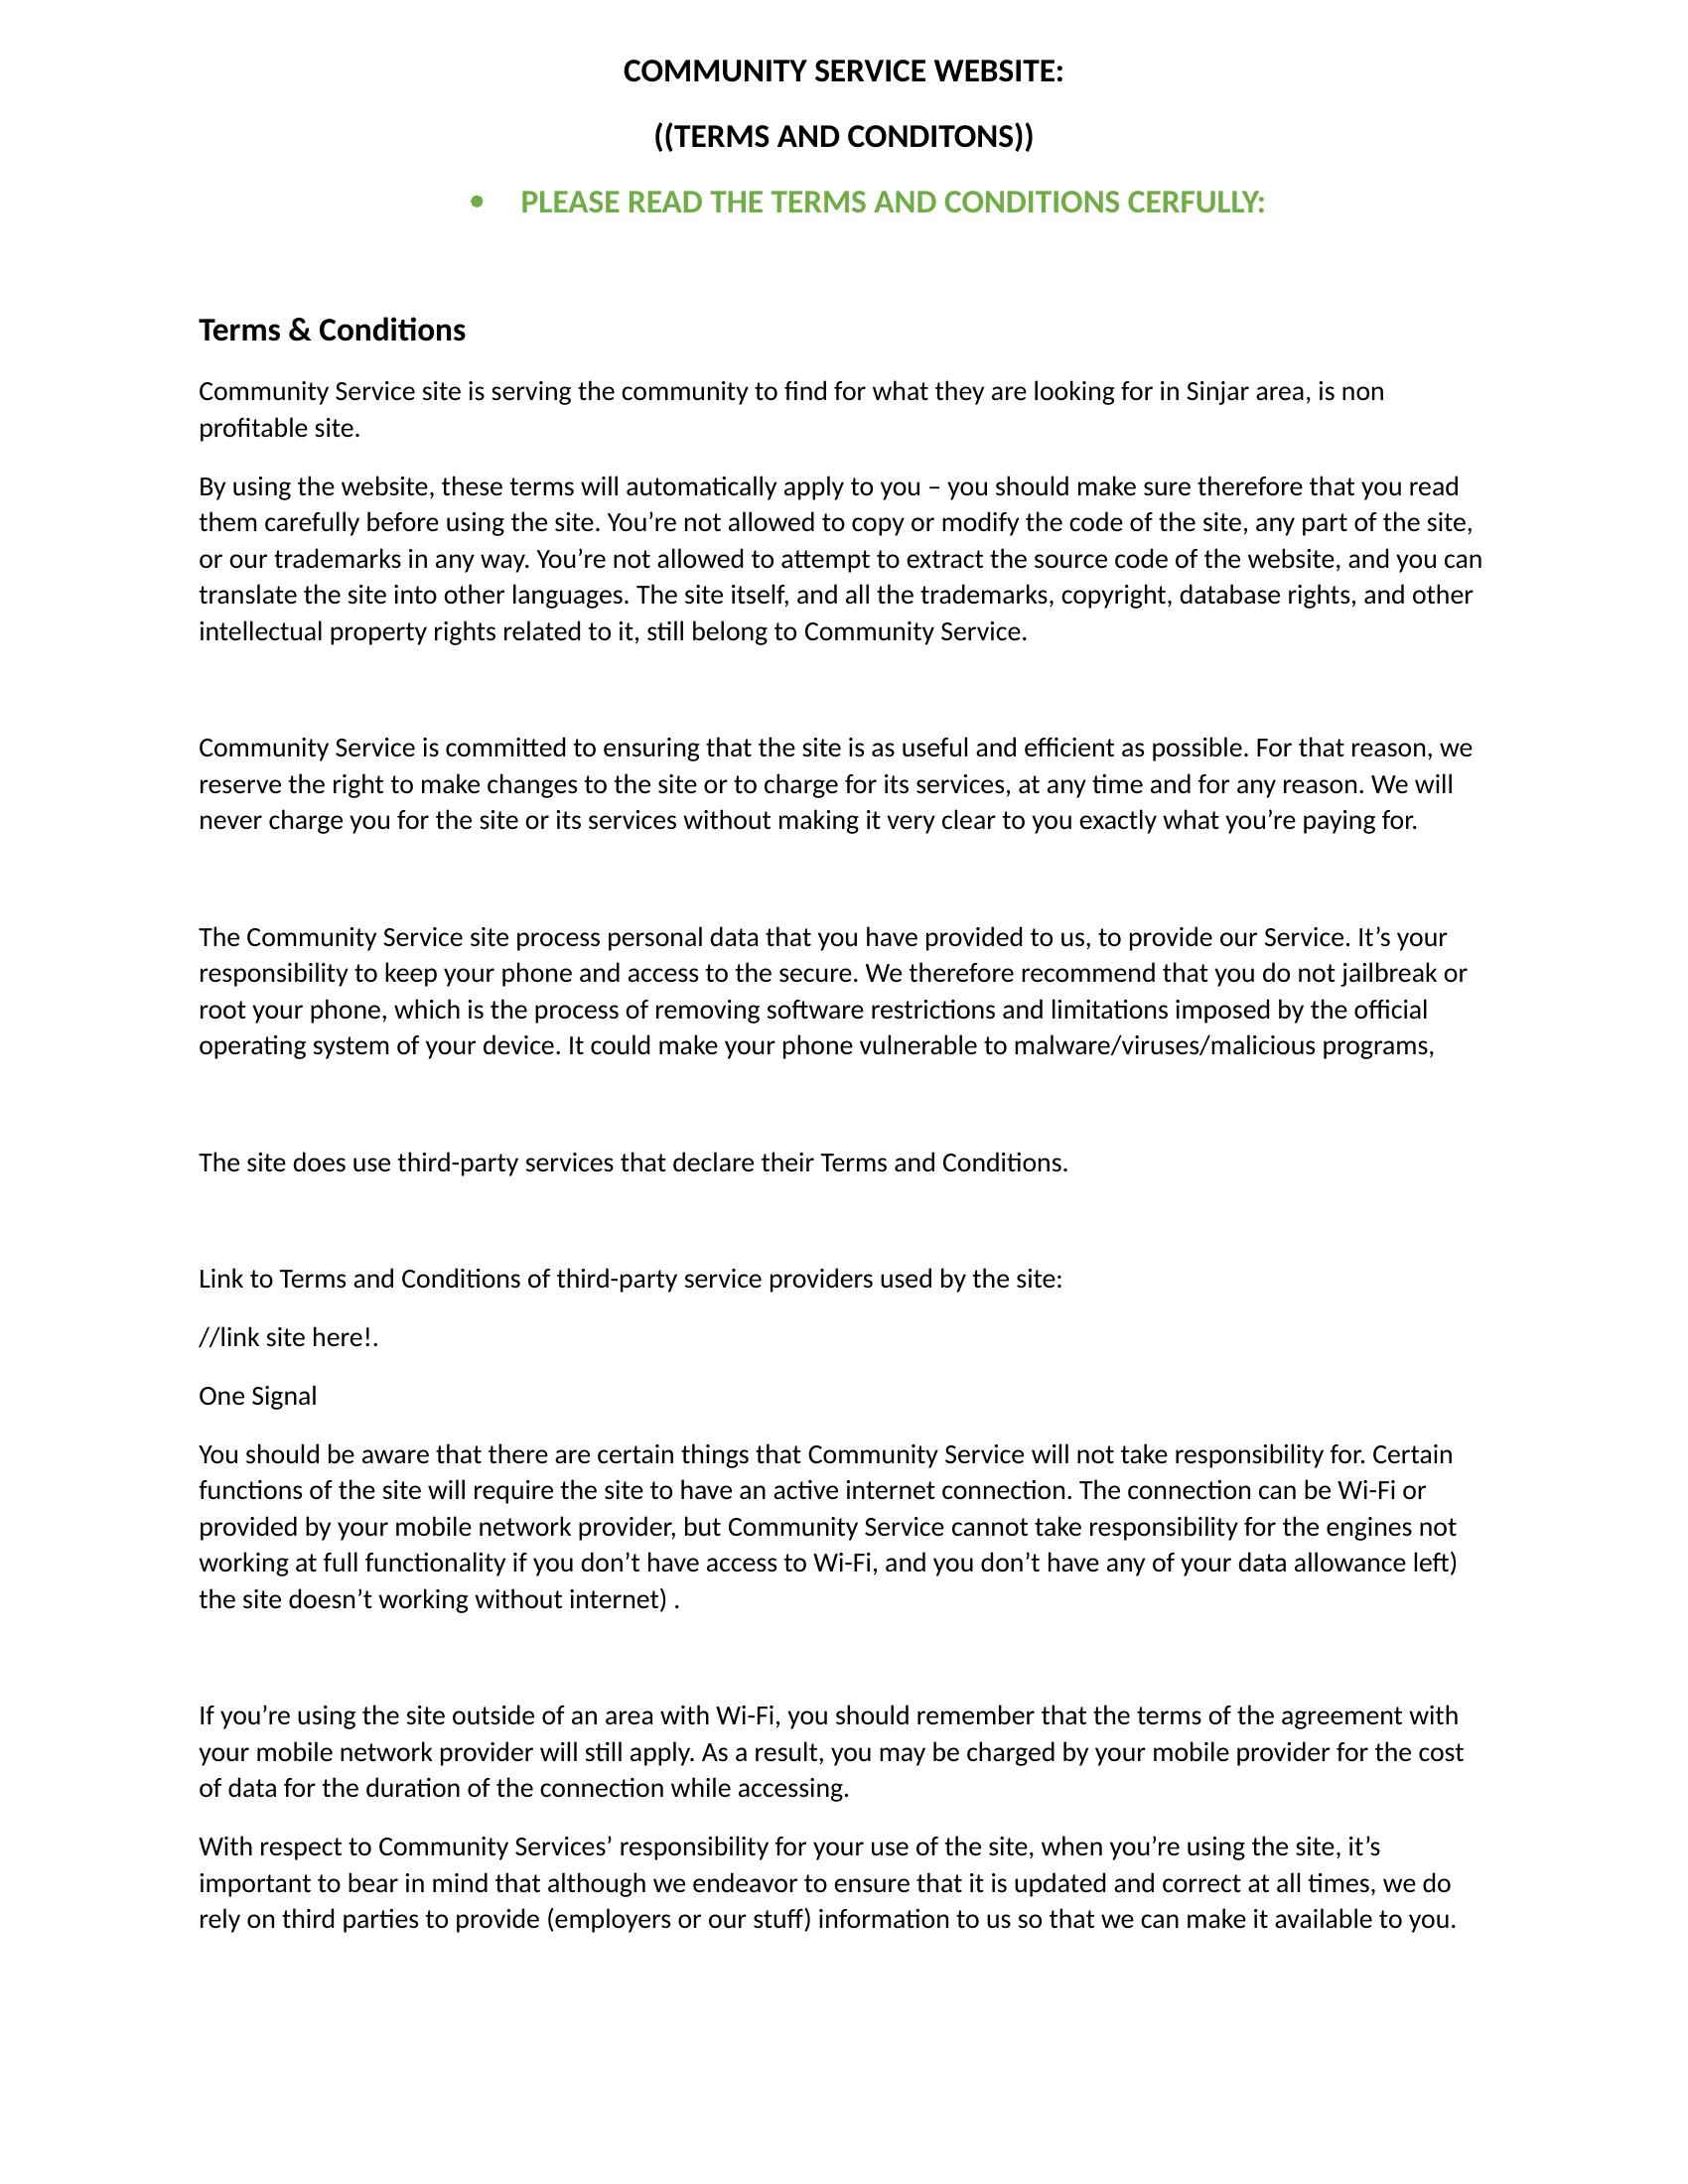 COMMUNITY SERVICE WEBSITE:
((TERMS AND CONDITONS))
• PLEASE READ THE TERMS AND CONDITIONS CERFULLY:
Terms & Conditions
Community Service site is serving the community to find for what they are looking for in Sinjar area, is non
profitable site.
By using the website, these terms will automatically apply to you – you should make sure therefore that you read
them carefully before using the site. You’re not allowed to copy or modify the code of the site, any part of the site,
or our trademarks in any way. You’re not allowed to attempt to extract the source code of the website, and you can
translate the site into other languages. The site itself, and all the trademarks, copyright, database rights, and other
intellectual property rights related to it, still belong to Community Service.
Community Service is committed to ensuring that the site is as useful and efficient as possible. For that reason, we
reserve the right to make changes to the site or to charge for its services, at any time and for any reason. We will
never charge you for the site or its services without making it very clear to you exactly what you’re paying for.
The Community Service site process personal data that you have provided to us, to provide our Service. It’s your
responsibility to keep your phone and access to the secure. We therefore recommend that you do not jailbreak or
root your phone, which is the process of removing software restrictions and limitations imposed by the official
operating system of your device. It could make your phone vulnerable to malware/viruses/malicious programs,
The site does use third-party services that declare their Terms and Conditions.
Link to Terms and Conditions of third-party service providers used by the site:
//link site here!.
One Signal
You should be aware that there are certain things that Community Service will not take responsibility for. Certain
functions of the site will require the site to have an active internet connection. The connection can be Wi-Fi or
provided by your mobile network provider, but Community Service cannot take responsibility for the engines not
working at full functionality if you don’t have access to Wi-Fi, and you don’t have any of your data allowance left)
the site doesn’t working without internet) .
If you’re using the site outside of an area with Wi-Fi, you should remember that the terms of the agreement with
your mobile network provider will still apply. As a result, you may be charged by your mobile provider for the cost
of data for the duration of the connection while accessing.
With respect to Community Services’ responsibility for your use of the site, when you’re using the site, it’s
important to bear in mind that although we endeavor to ensure that it is updated and correct at all times, we do
rely on third parties to provide (employers or our stuff) information to us so that we can make it available to you.